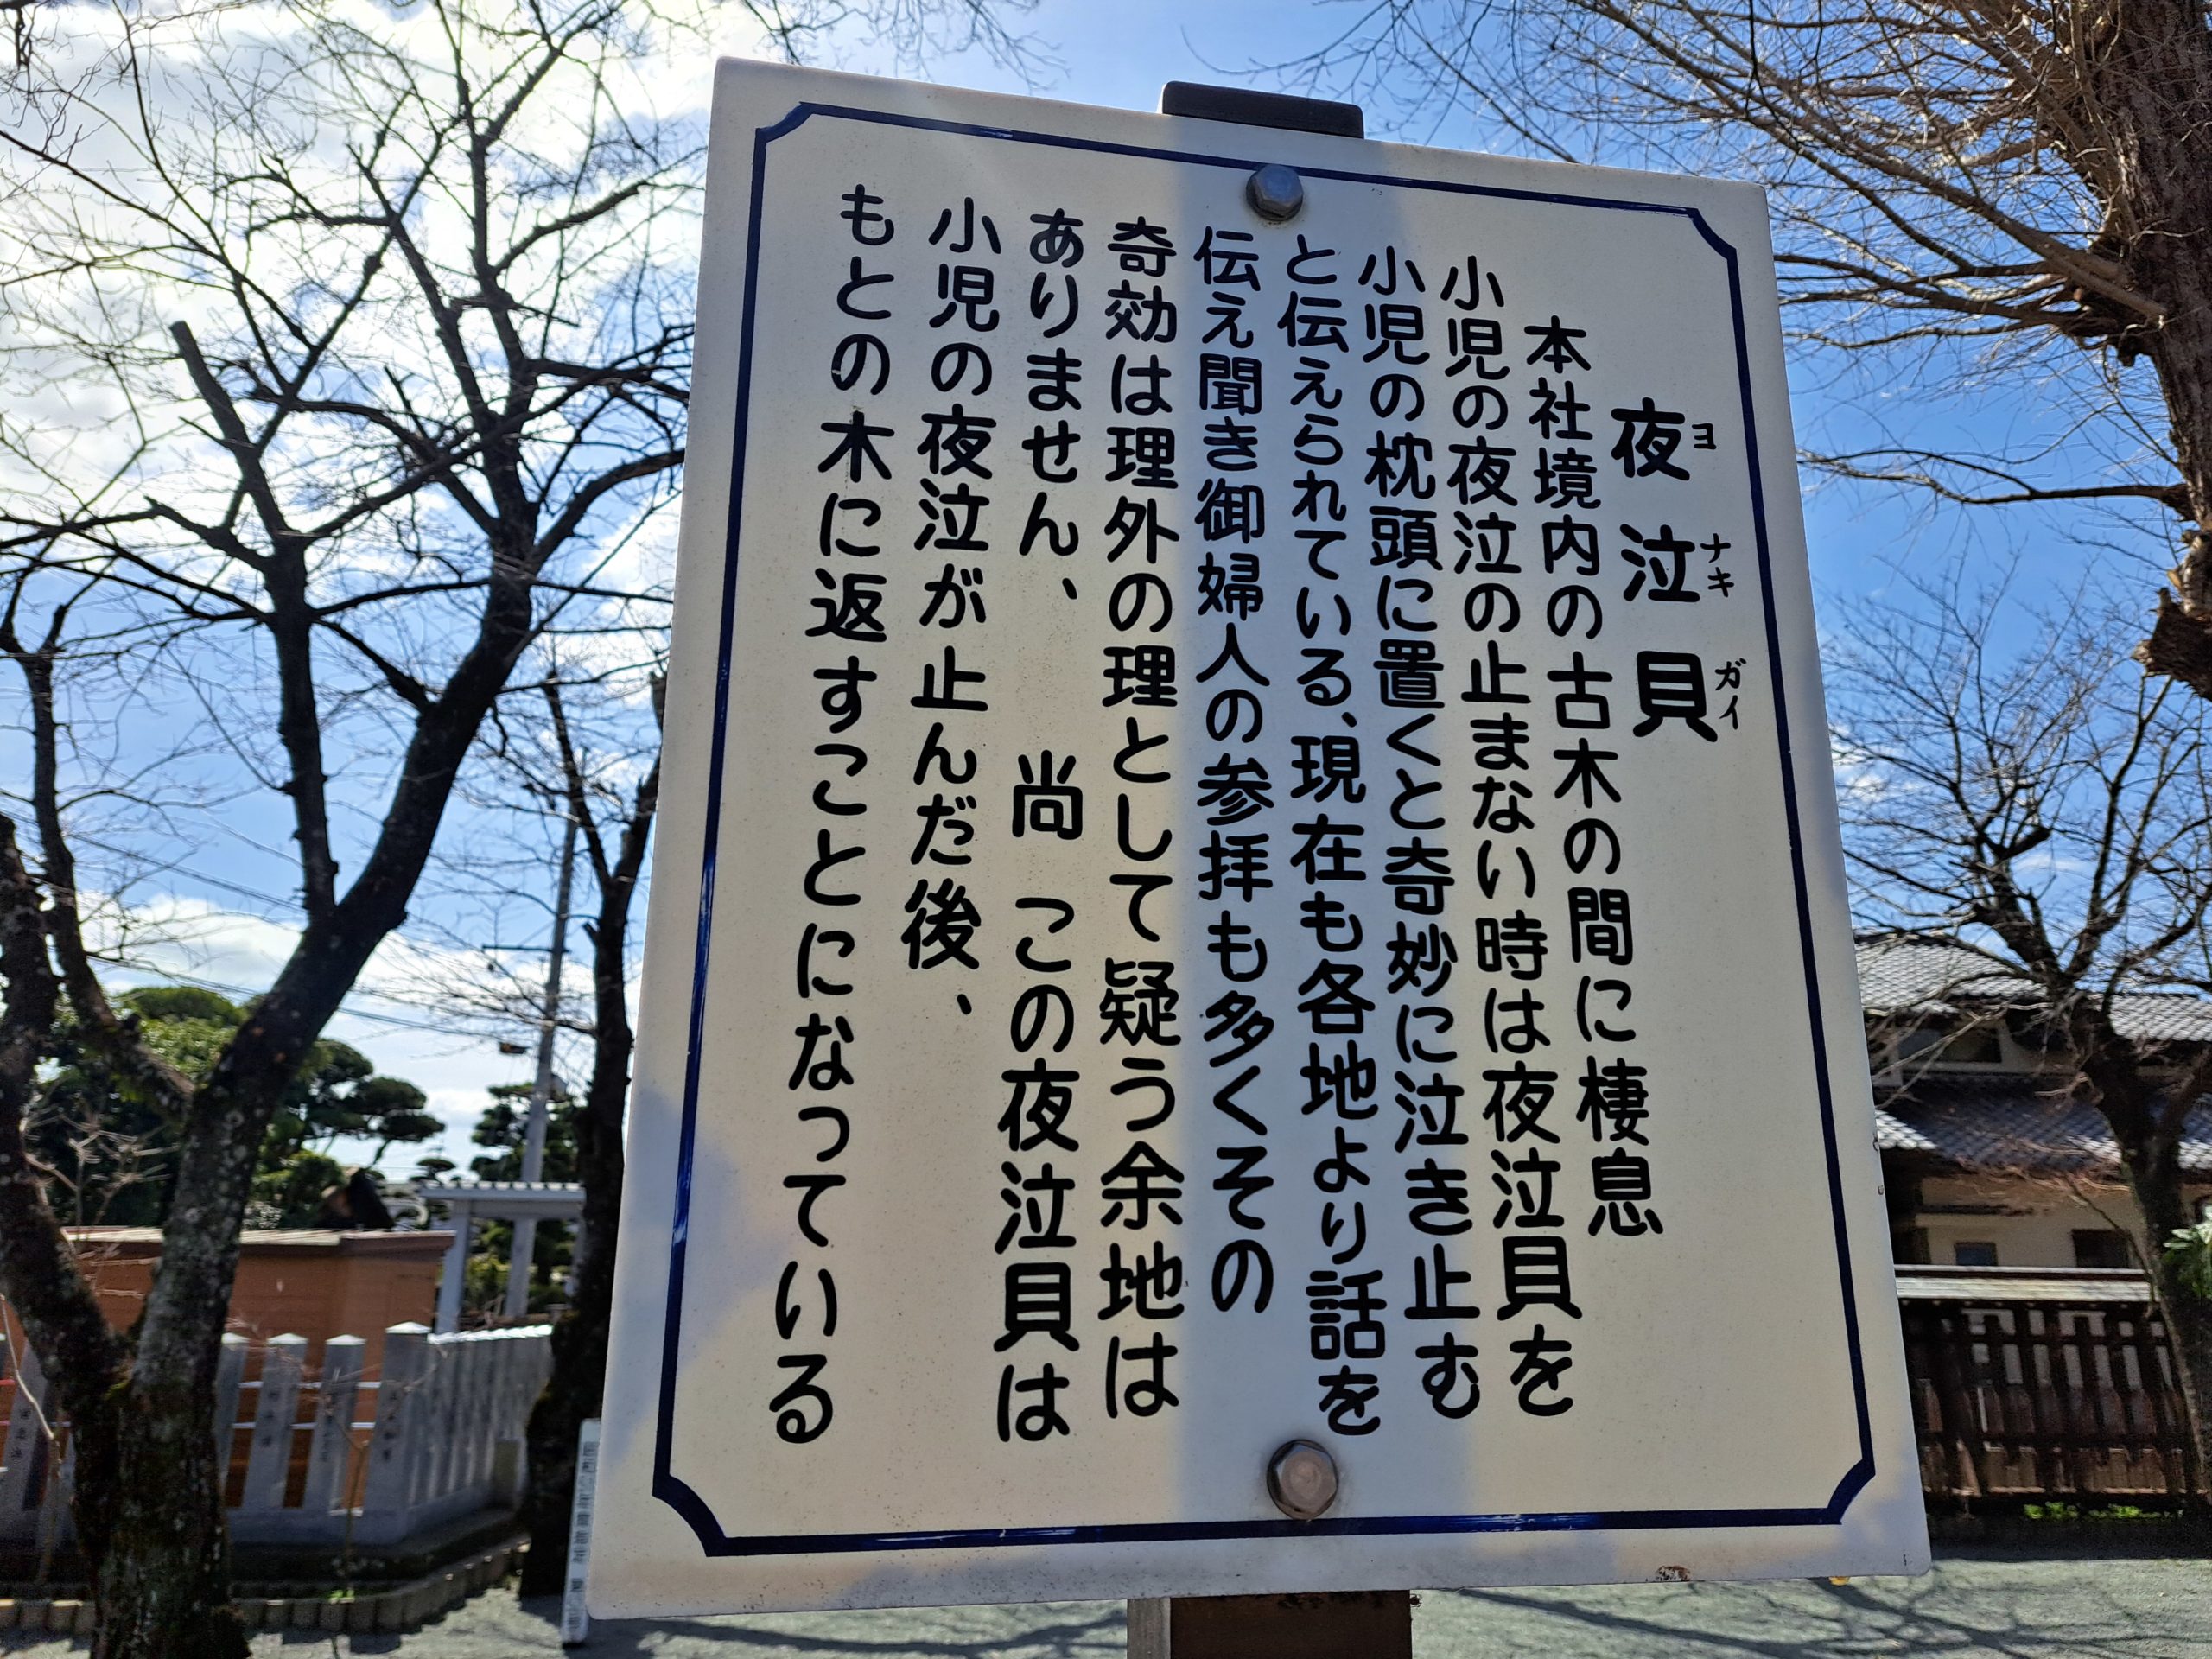 夜泣貝
ヨナキガイ
本社境内の古木の間に棲息
小児の夜泣の止まない時は夜泣貝を
小児の枕頭に置くと奇妙に泣き止む
と伝えられている、現在も各地より話を
伝え聞き御婦人の参拝も多くその
奇効は理外の理として疑う余地は
ありません、 尚 この夜泣貝は
小児の夜泣が止んだ後、
もとの木に返すことになっている